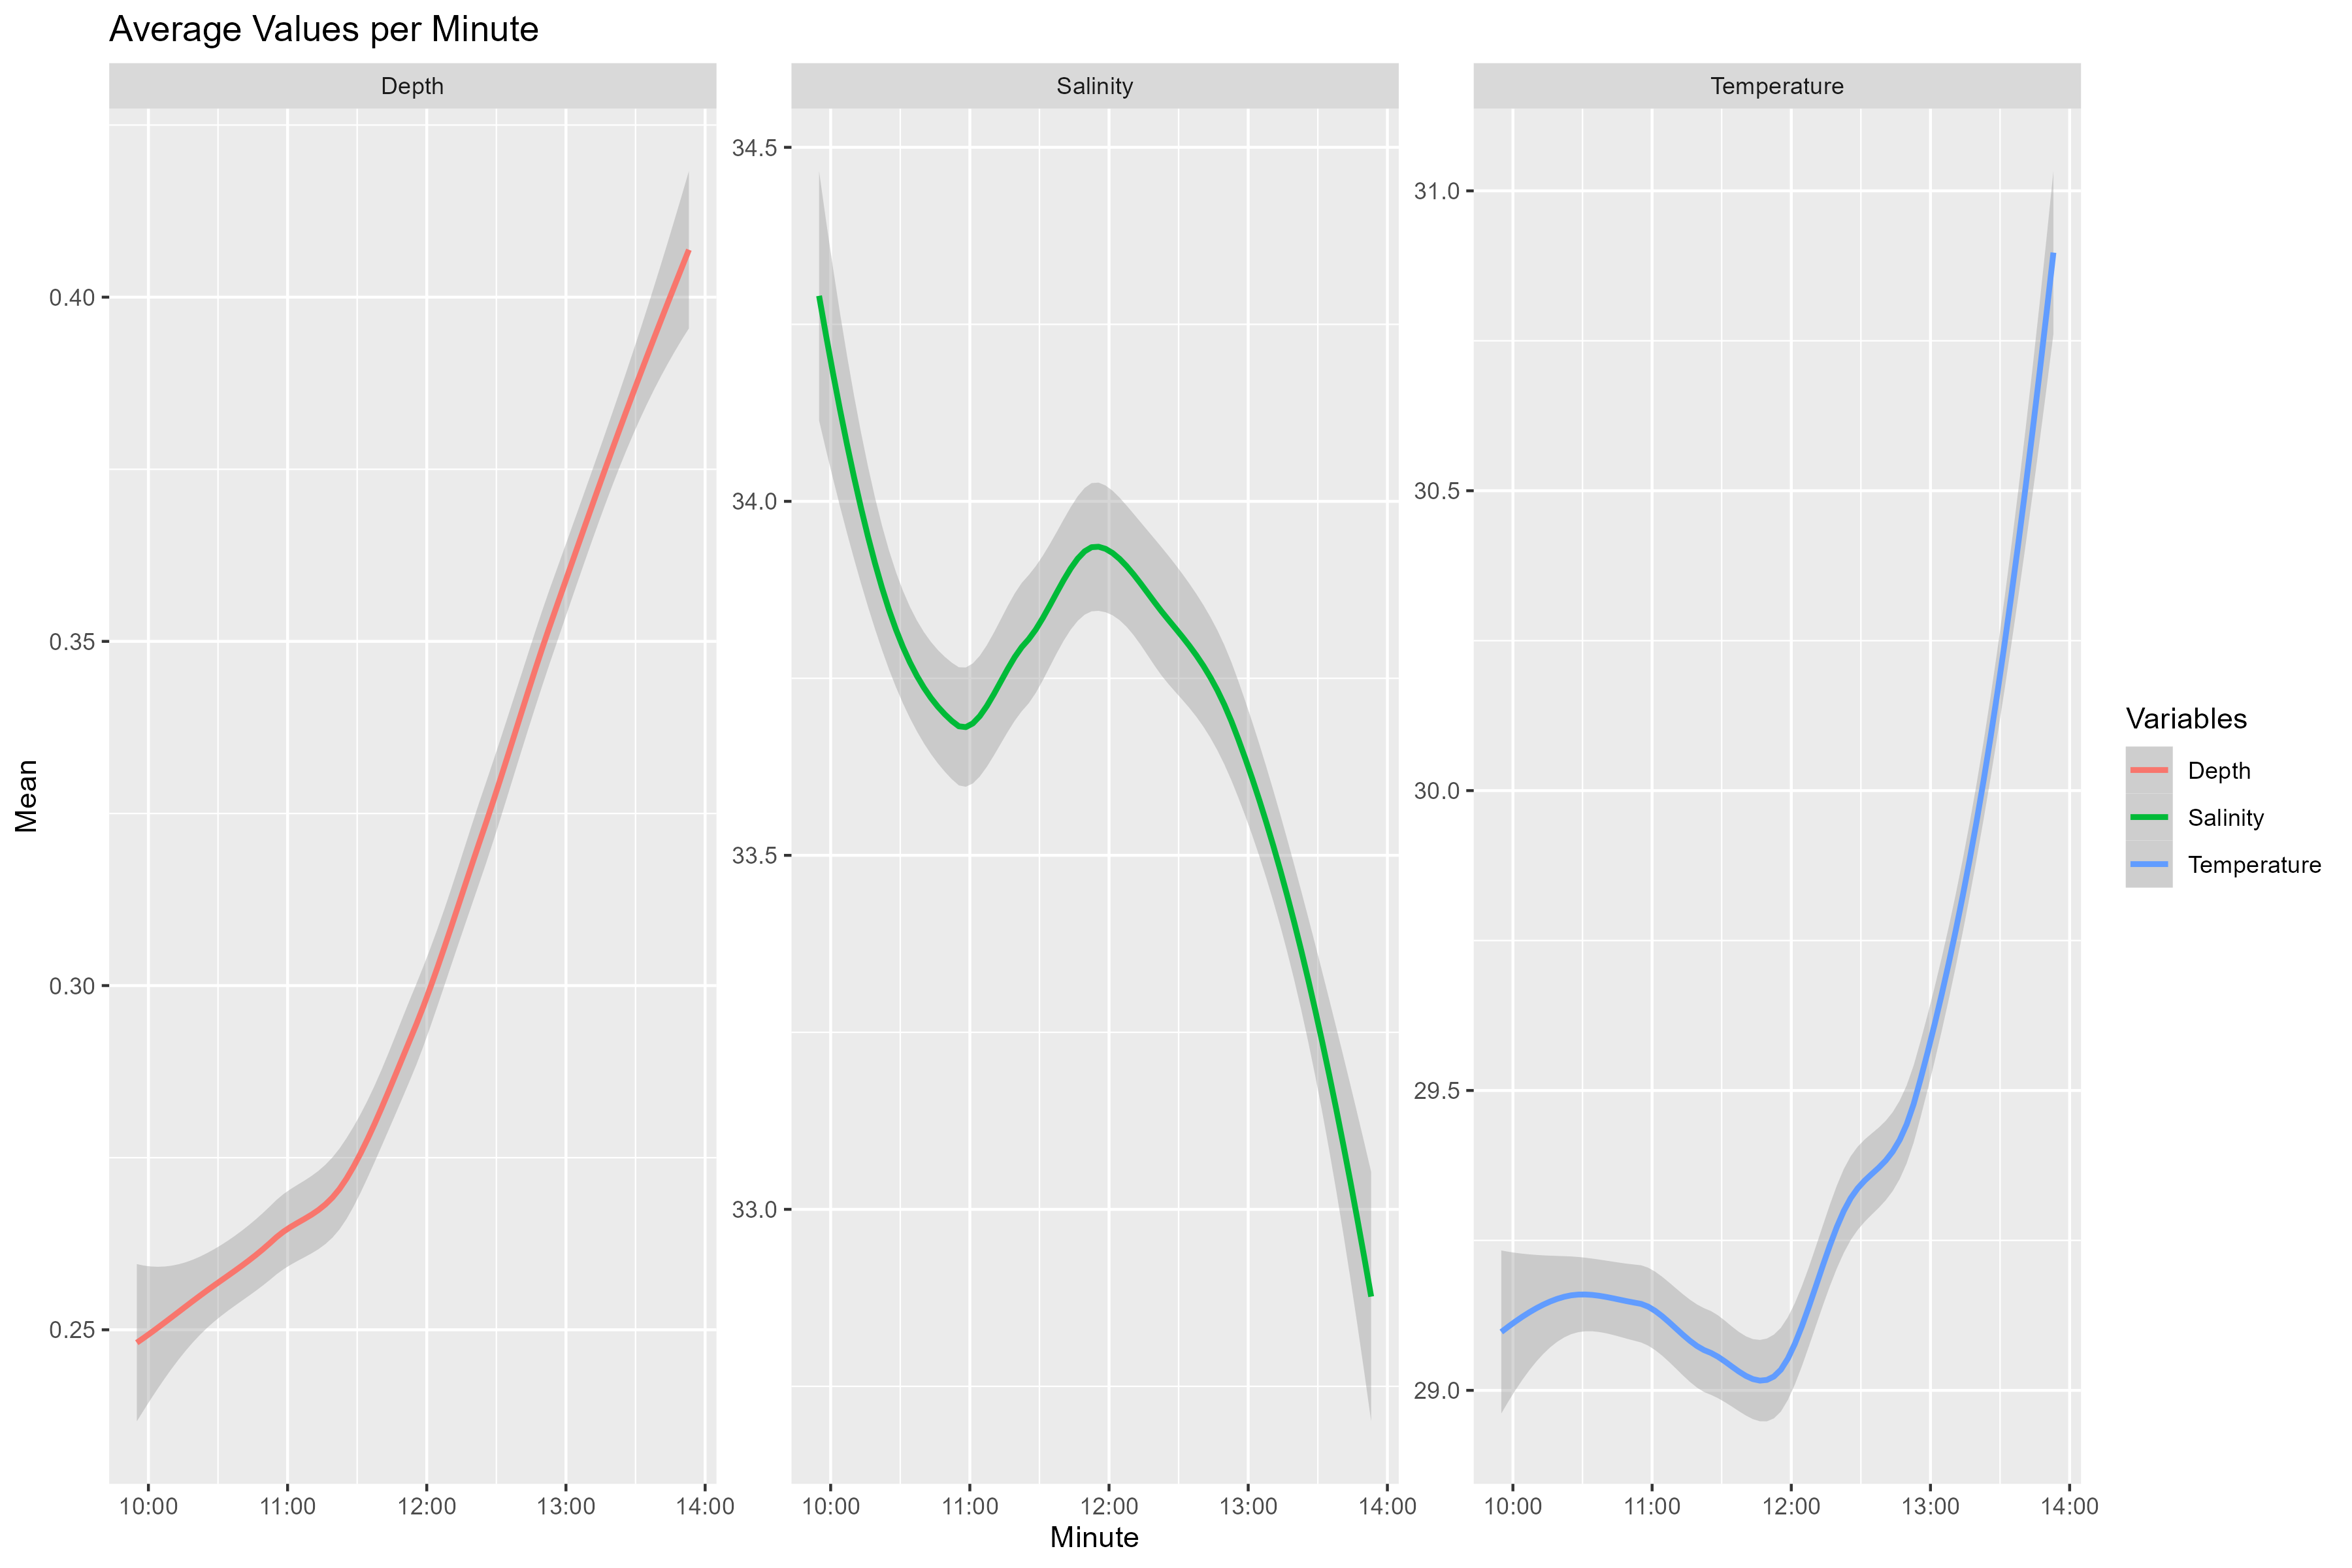 Average Values per Minute
Depth
Salinity
Temperature
Mean
0.40
0.35
0.30
0.25
10:00 11:00 12:00 13:00 14:00
34.5
34.0
33.5
33.0
10:00 11:00 12:00 13:00 14:00
31.0
30.5
30.0
29.5
29.0
10:00 11:00 12:00 13:00 14:00
Minute
Variables
Depth
Salinity
Temperature